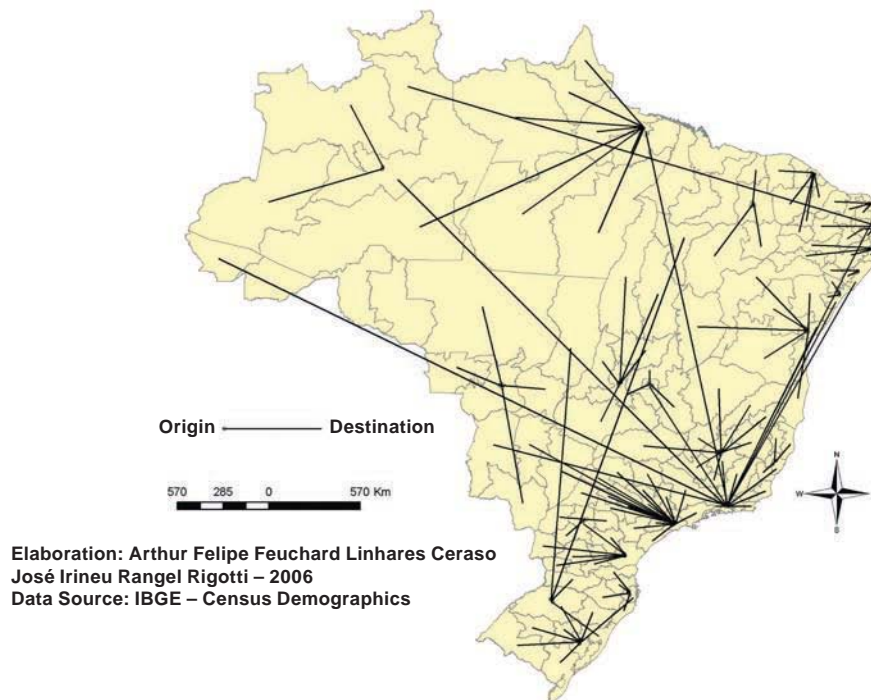 Origin Destination
N
W
S
570 285 0 570 Km
Elaboration: Arthur Felipe Feuchard Linhares Ceraso
José Irineu Rangel Rigotti – 2006
Data Source: IBGE – Census Demographics